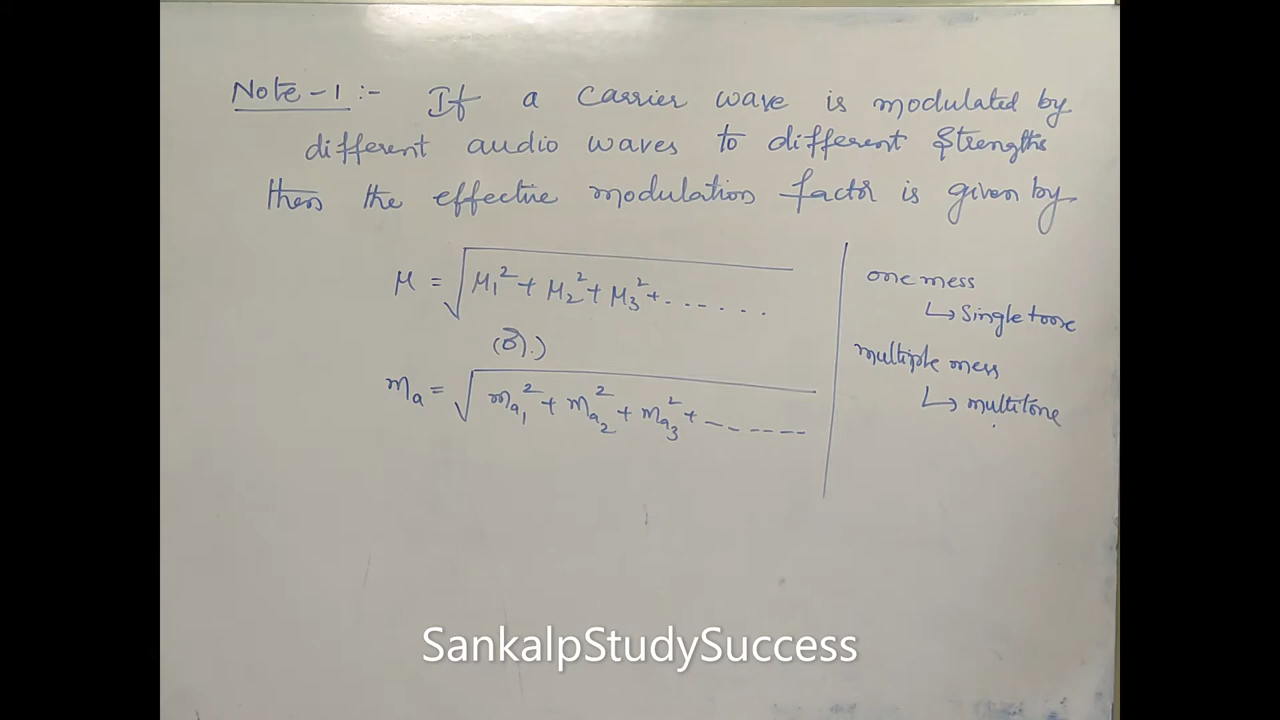 Note-1 :- If a carrier wave is modulated by
different audio waves to different strengths
then the effective modulation factor is given by
μ = √(μ₁² + μ₂² + μ₃² + - - - . . .
(or)
mₐ = √(mₐ₁² + mₐ₂² + mₐ₃² + - - - - - -
one mess
↳ Single tone
multiple mess
↳ multitone
SankalpStudySuccess